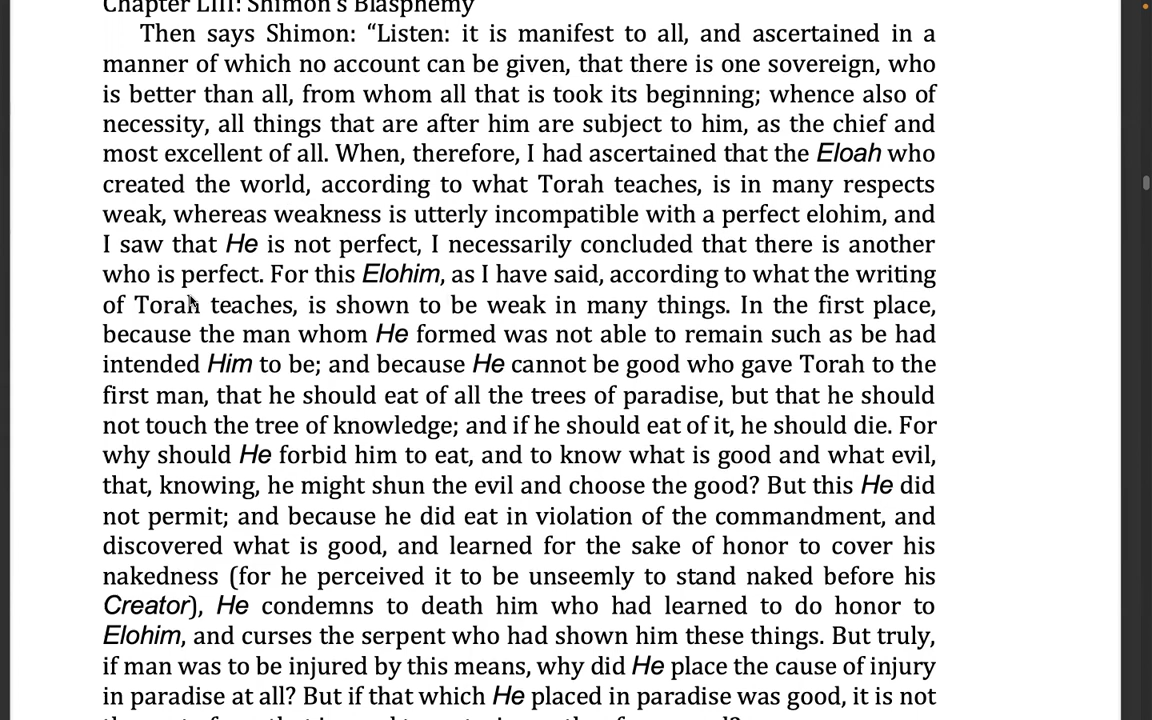 Chapter LIII: Shimon's Blasphemy
Then says Shimon: “Listen: it is manifest to all, and ascertained in a
manner of which no account can be given, that there is one sovereign, who
is better than all, from whom all that is took its beginning; whence also of
necessity, all things that are after him are subject to him, as the chief and
most excellent of all. When, therefore, I had ascertained that the Eloah who
created the world, according to what Torah teaches, is in many respects
weak, whereas weakness is utterly incompatible with a perfect elohim, and
I saw that He is not perfect, I necessarily concluded that there is another
who is perfect. For this Elohim, as I have said, according to what the writing
of Torah teaches, is shown to be weak in many things. In the first place,
because the man whom He formed was not able to remain such as be had
intended Him to be; and because He cannot be good who gave Torah to the
first man, that he should eat of all the trees of paradise, but that he should
not touch the tree of knowledge; and if he should eat of it, he should die. For
why should He forbid him to eat, and to know what is good and what evil,
that, knowing, he might shun the evil and choose the good? But this He did
not permit; and because he did eat in violation of the commandment, and
discovered what is good, and learned for the sake of honor to cover his
nakedness (for he perceived it to be unseemly to stand naked before his
Creator), He condemns to death him who had learned to do honor to
Elohim, and curses the serpent who had shown him these things. But truly,
if man was to be injured by this means, why did He place the cause of injury
in paradise at all? But if that which He placed in paradise was good, it is not